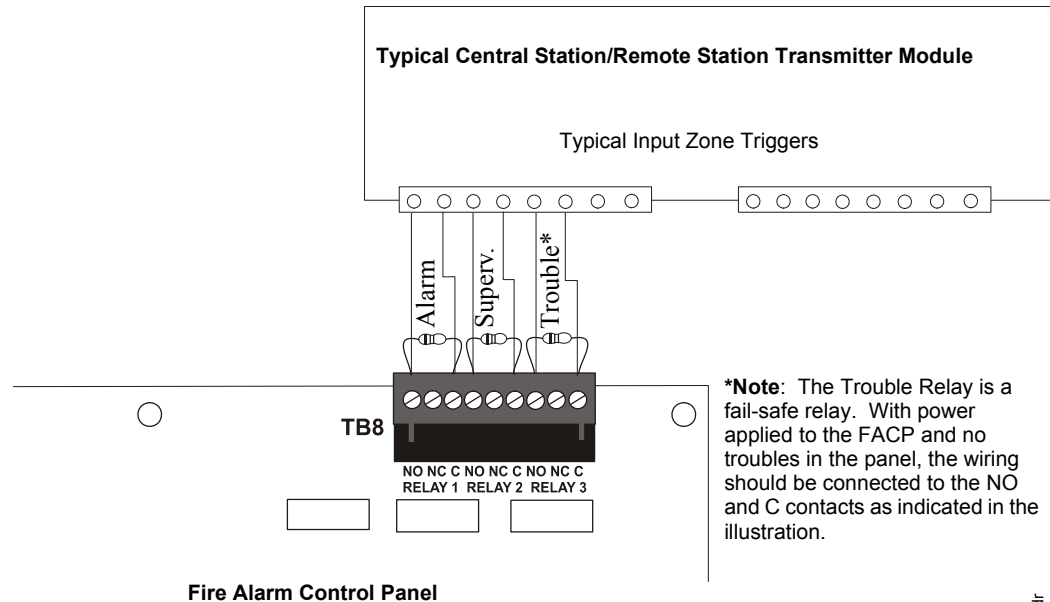 Typical Central Station/Remote Station Transmitter Module
Typical Input Zone Triggers
Alarm
Superv.
Trouble*
TB8
NO NC C NO NC C NO NC C
RELAY 1 RELAY 2 RELAY 3
*Note: The Trouble Relay is a
fail-safe relay. With power
applied to the FACP and no
troubles in the panel, the wiring
should be connected to the NO
and C contacts as indicated in the
illustration.
Fire Alarm Control Panel